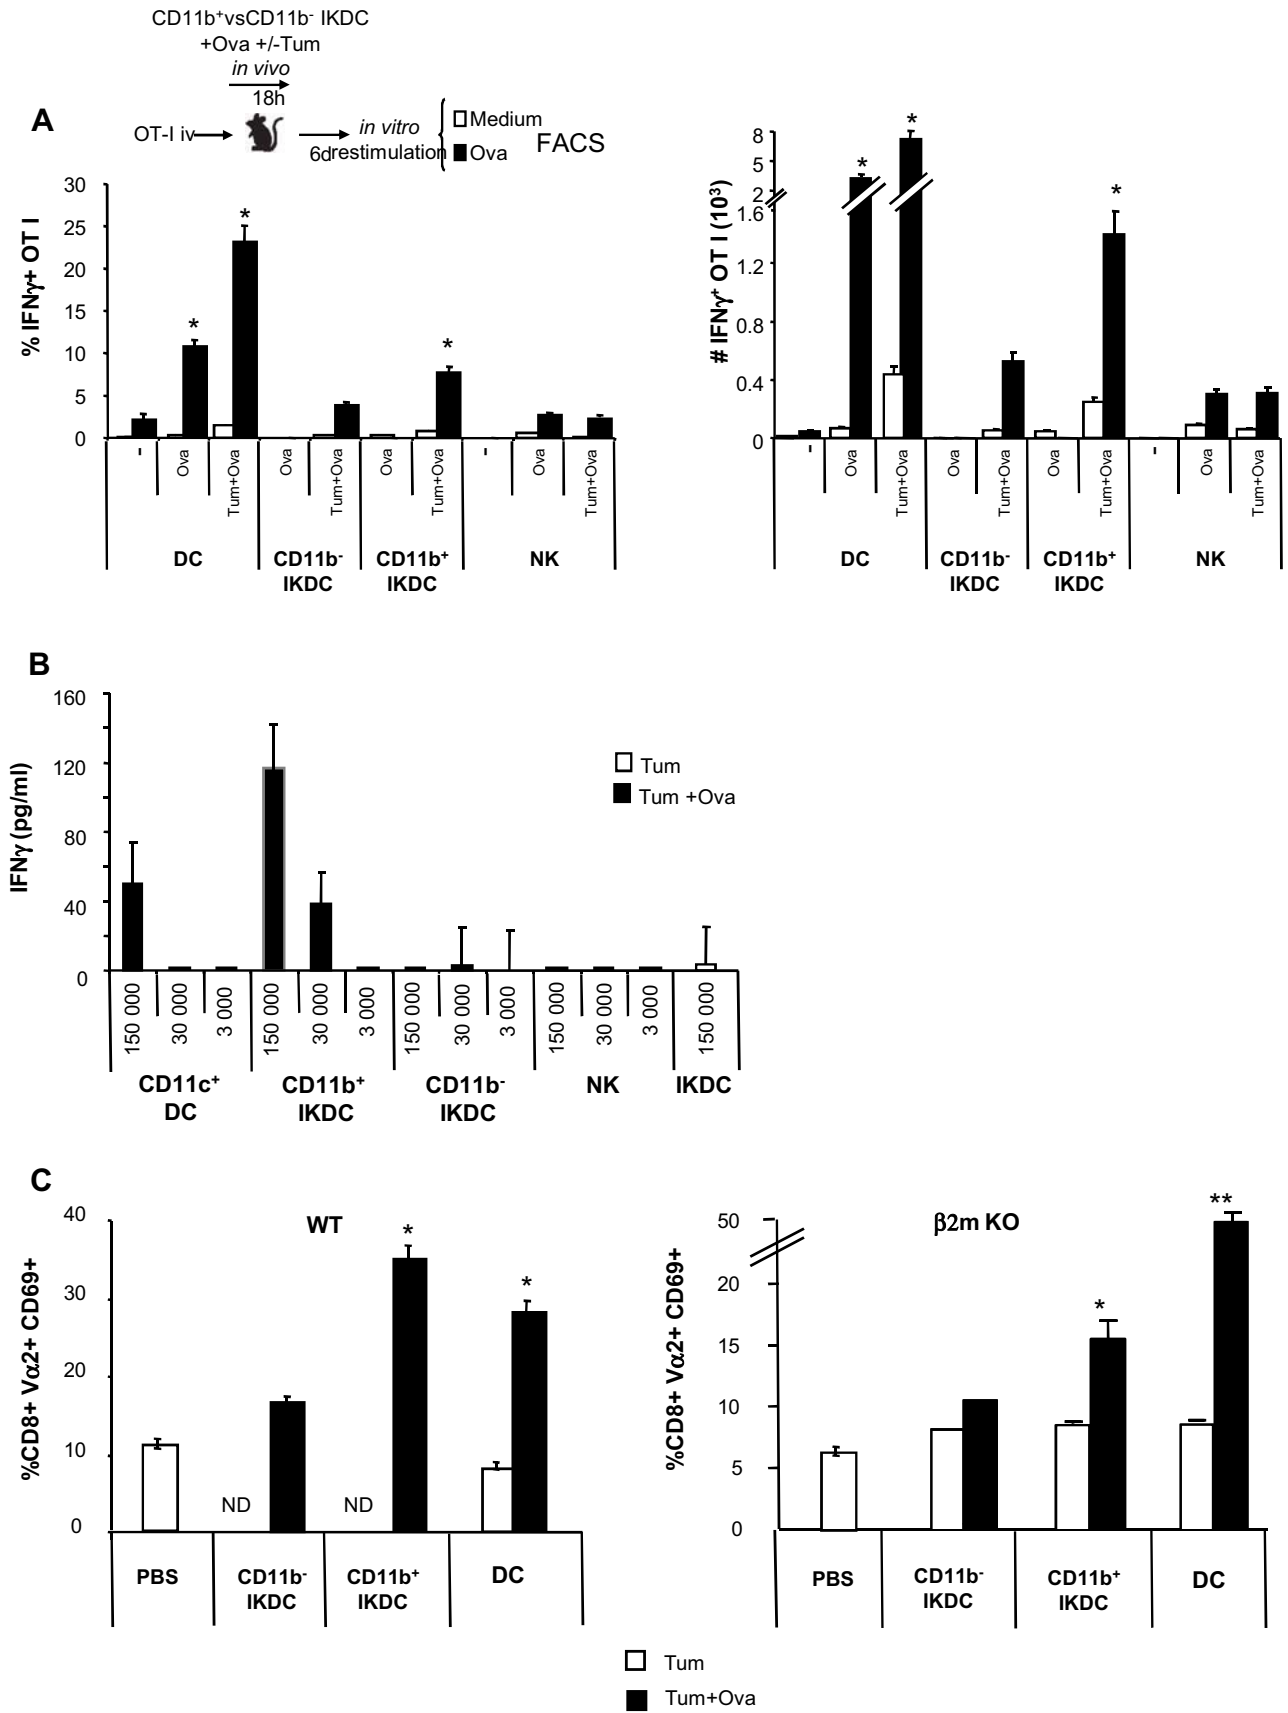 CD11b⁺vsCD11b⁻ IKDC
+Ova +/-Tum
in vivo
18h
A
OT-I iv
6d
in vitro
restimulation
Medium
Ova
FACS
% IFNγ+ OT I
30
25
20
15
10
5
0
*
*
*
-
Ova
Tum+Ova
Ova
Tum+Ova
Ova
Tum+Ova
-
Ova
Tum+Ova
DC
CD11b⁻
IKDC
CD11b⁺
IKDC
NK
# IFNγ⁺ OT I (10³)
8
5
2
1.6
1.2
0.8
0.4
0
*
*
*
-
Ova
Tum+Ova
Ova
Tum+Ova
Ova
Tum+Ova
-
Ova
Tum+Ova
DC
CD11b⁻
IKDC
CD11b⁺
IKDC
NK
B
IFNγ (pg/ml)
160
120
80
40
0
Tum
Tum +Ova
150 000
30 000
3 000
150 000
30 000
3 000
150 000
30 000
3 000
150 000
30 000
3 000
150 000
CD11c⁺
DC
CD11b⁺
IKDC
CD11b⁻
IKDC
NK
IKDC
C
%CD8+ Vα2+ CD69+
40
30
20
10
0
WT
*
*
ND
ND
PBS
CD11b⁻
IKDC
CD11b⁺
IKDC
DC
%CD8+ Vα2+ CD69+
50
20
15
10
5
0
β2m KO
*
**
PBS
CD11b⁻
IKDC
CD11b⁺
IKDC
DC
Tum
Tum+Ova